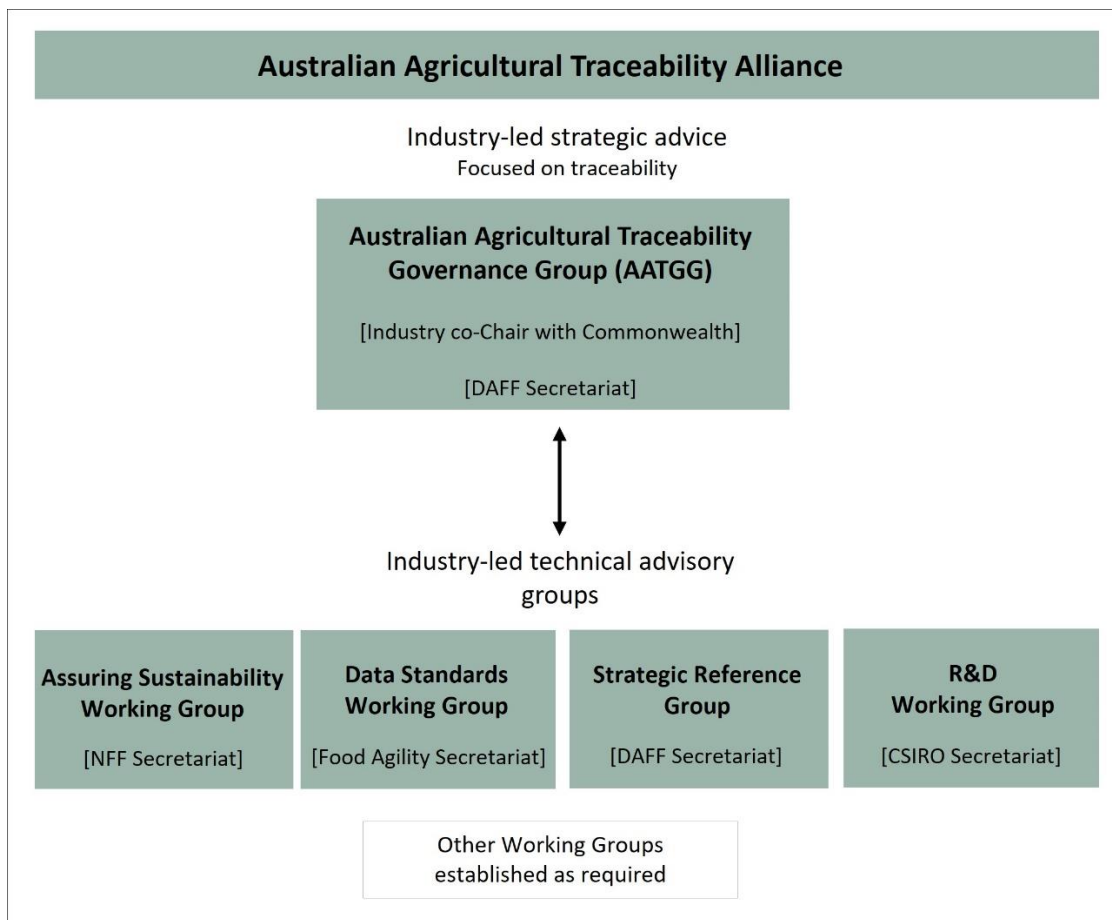 Australian Agricultural Traceability Alliance
Industry-led strategic advice
Focused on traceability
Australian Agricultural Traceability
Governance Group (AATGG)
[Industry co-Chair with Commonwealth]
[DAFF Secretariat]
Industry-led technical advisory
groups
Assuring Sustainability
Working Group
[NFF Secretariat]
Data Standards
Working Group
[Food Agility Secretariat]
Strategic Reference
Group
[DAFF Secretariat]
R&D
Working Group
[CSIRO Secretariat]
Other Working Groups
established as required